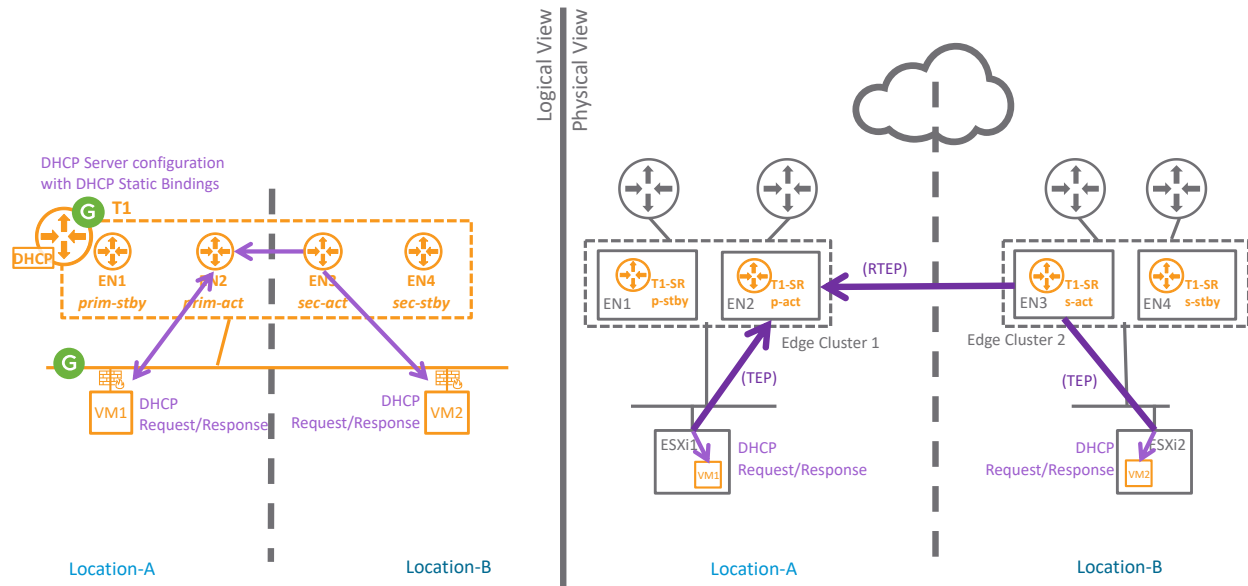 Logical View
Physical View
DHCP Server configuration
with DHCP Static Bindings
G
T1
DHCP
EN1
prim-stby
EN2
prim-act
EN3
sec-act
EN4
sec-stby
G
VM1
DHCP
Request/Response
DHCP
Request/Response
VM2
Location-A
Location-B
T1-SR
p-stby
EN1
T1-SR
p-act
EN2
(RTEP)
T1-SR
s-act
EN3
T1-SR
s-stby
EN4
Edge Cluster 1
Edge Cluster 2
(TEP)
(TEP)
ESXi1
VM1
DHCP
Request/Response
DHCP
Request/Response
ESXi2
VM2
Location-A
Location-B